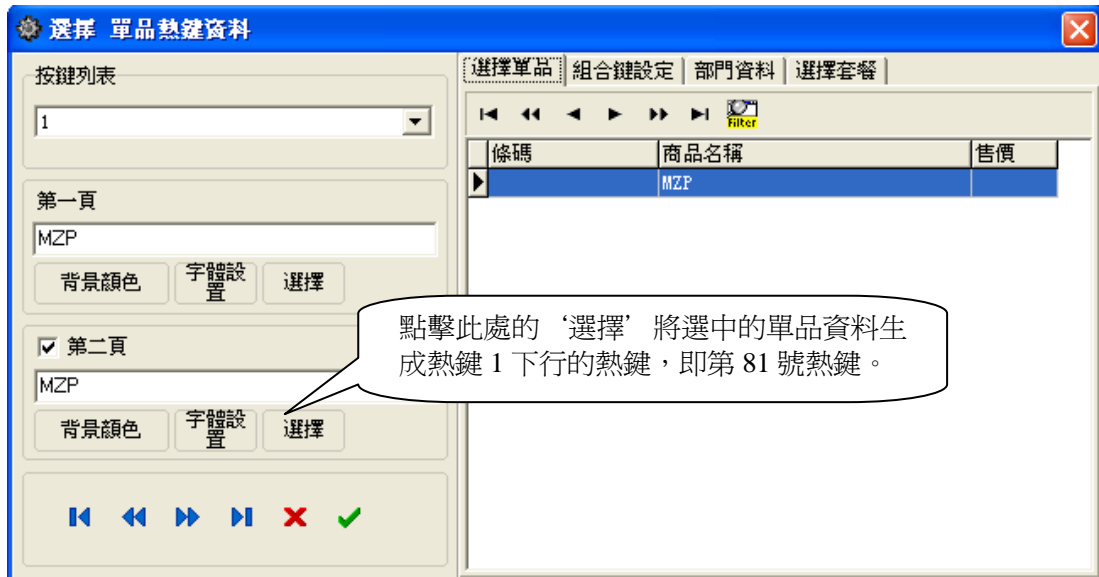 選擇 單品熱鍵資料
按鍵列表
1
第一頁
MZP
背景顏色
字體設置
選擇
第二頁
MZP
背景顏色
字體設置
選擇
選擇單品
組合鍵設定
部門資料
選擇套餐
Filter
條碼 商品名稱 售價
MZP
點擊此處的‘選擇’將選中的單品資料生
成熱鍵 1 下行的熱鍵，即第 81 號熱鍵。